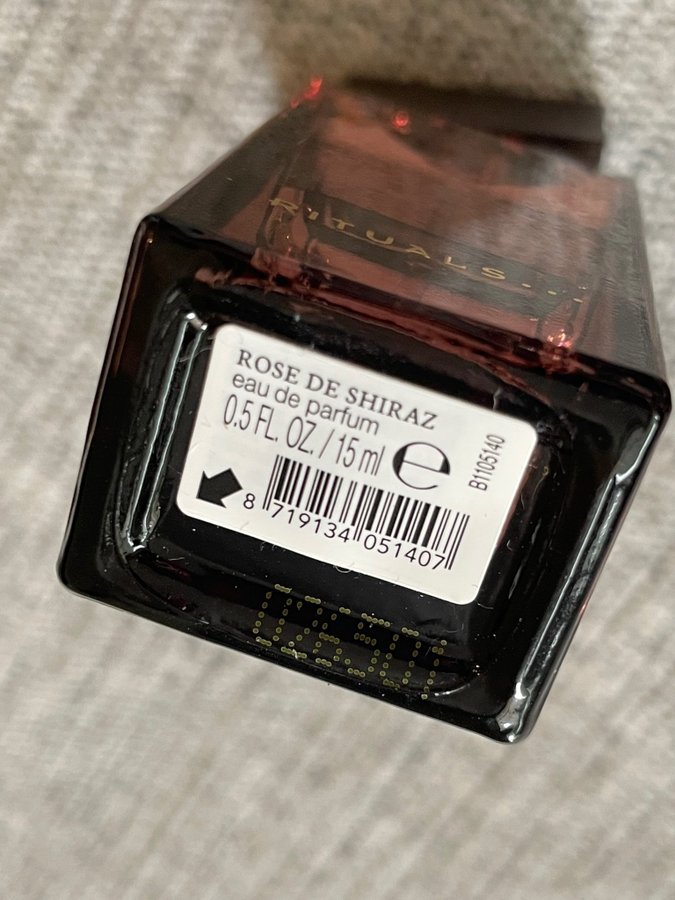 RITUALS...
ROSE DE SHIRAZ
eau de parfum
0.5 FL. OZ. / 15 ml ℮
B1105140
8 719134 051407